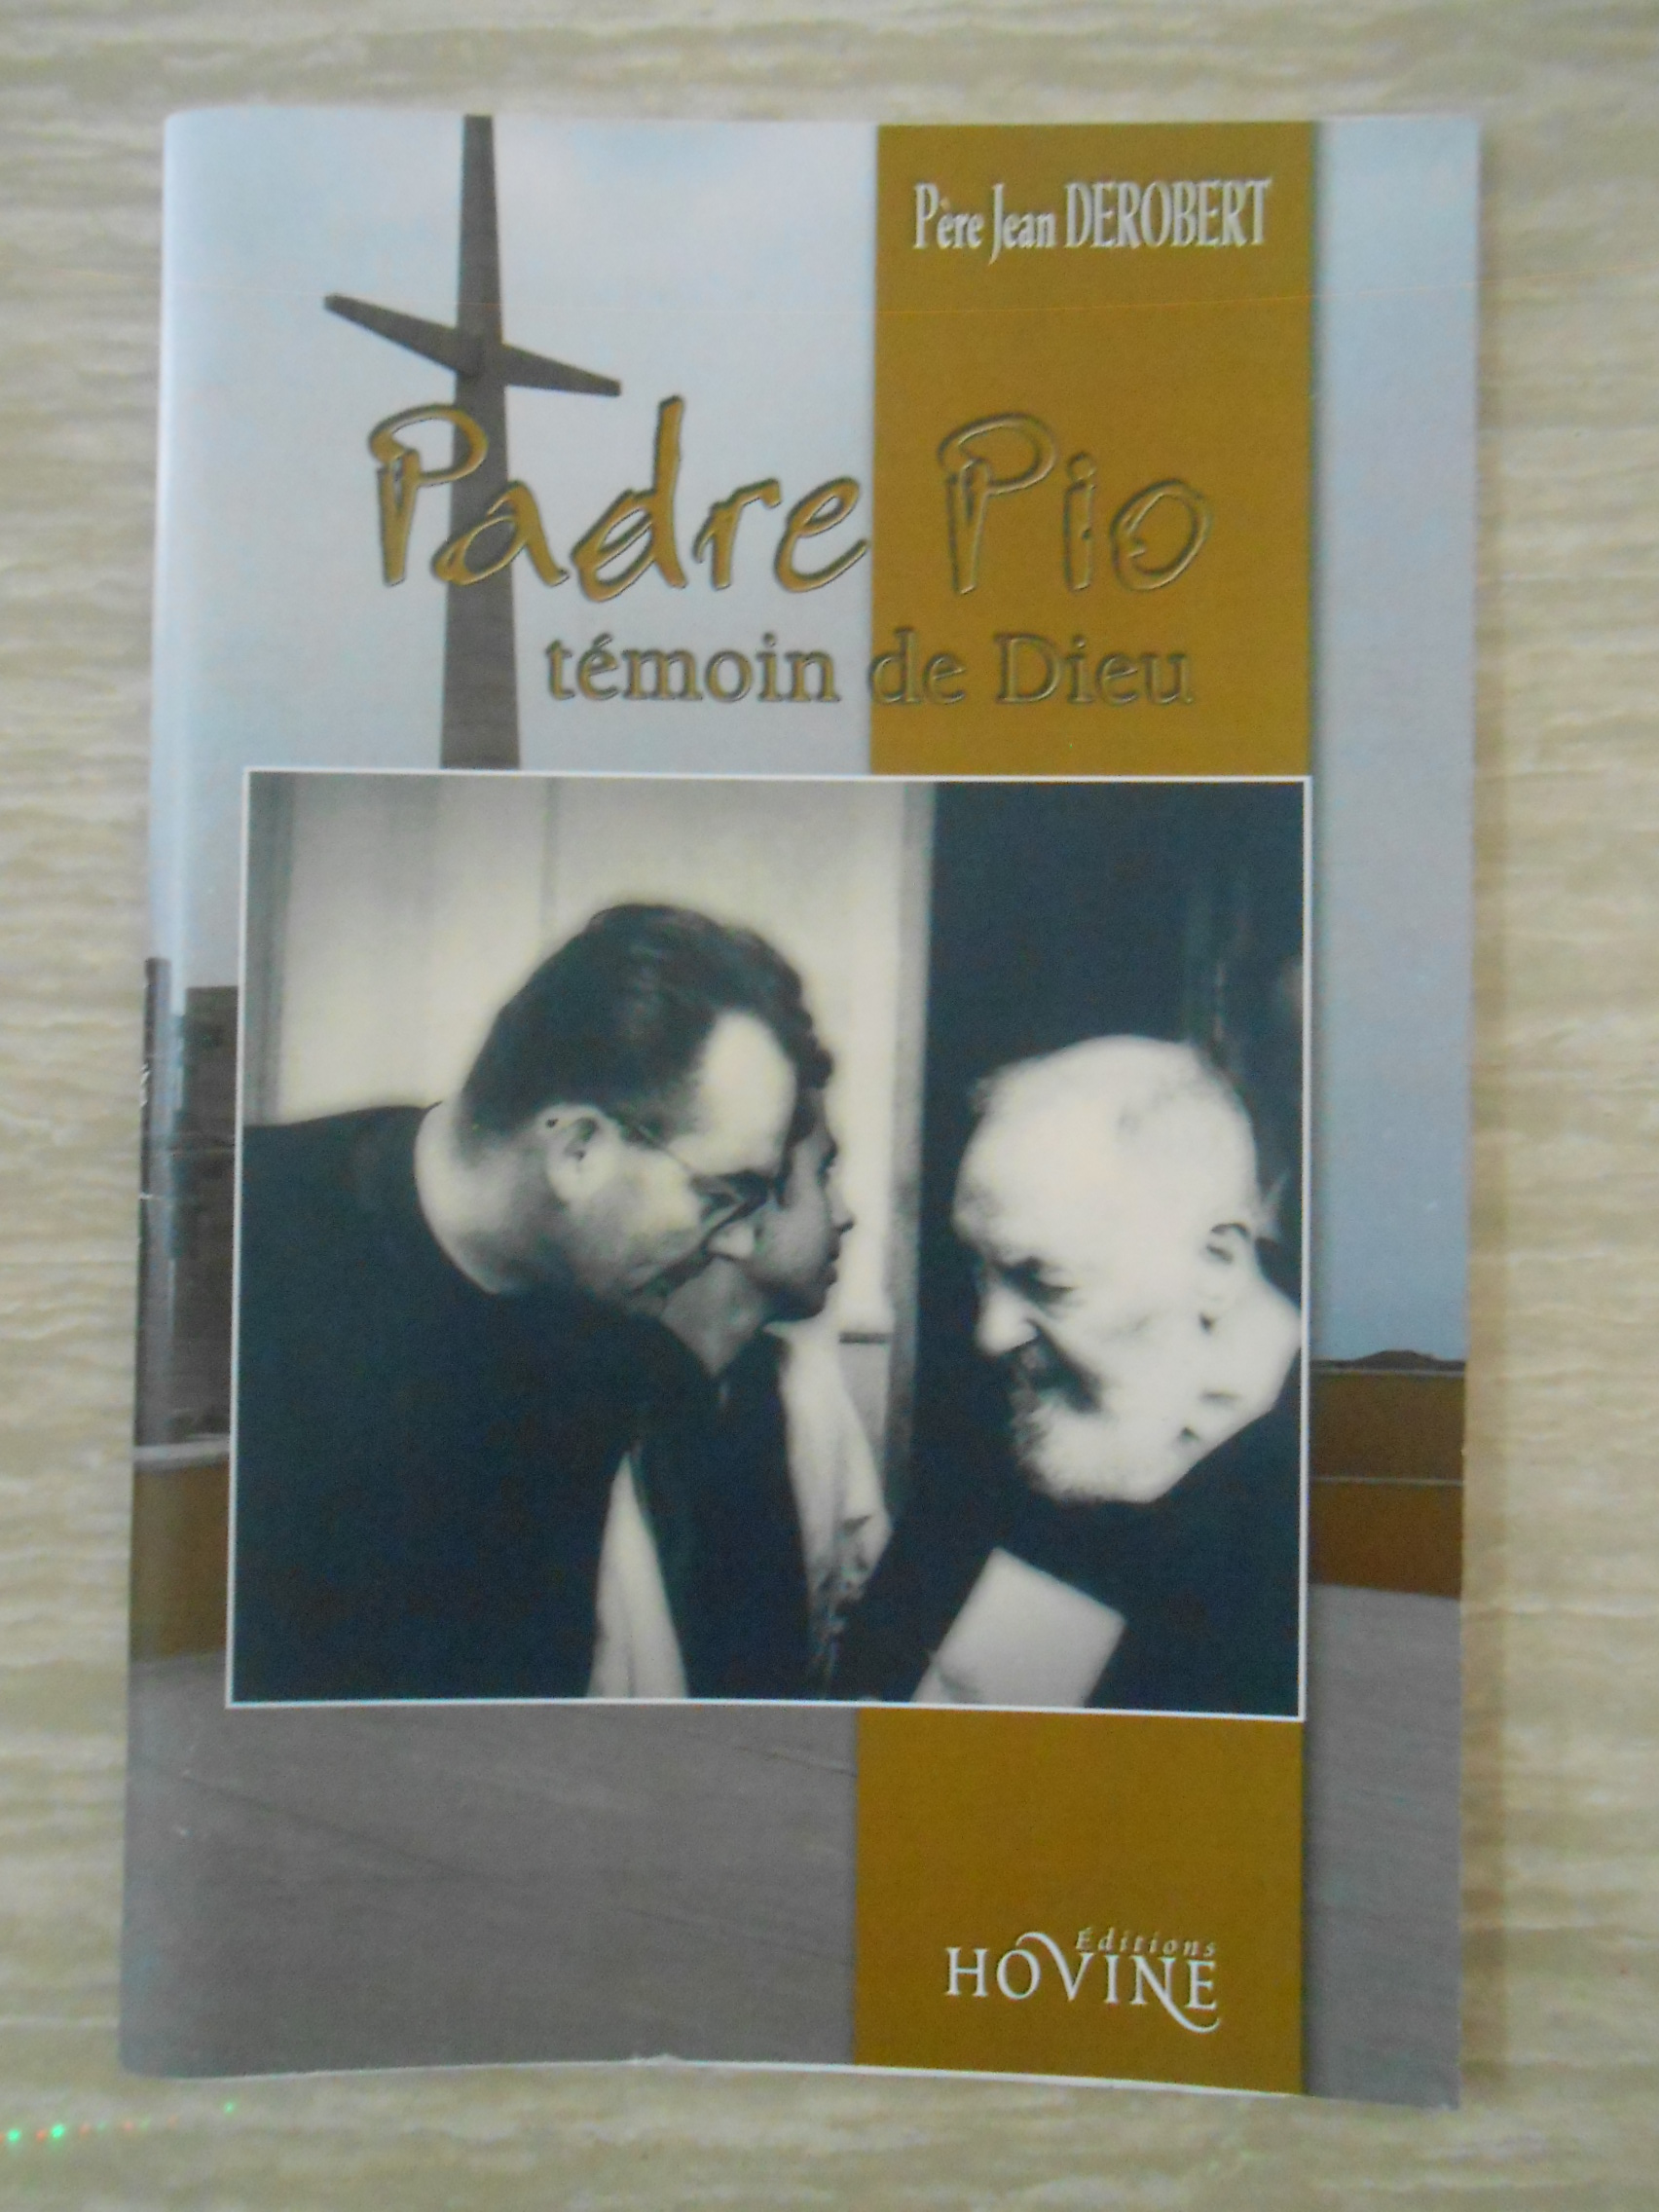 Père Jean DEROBERT
Padre Pio
témoin de Dieu
Éditions
HOVINE